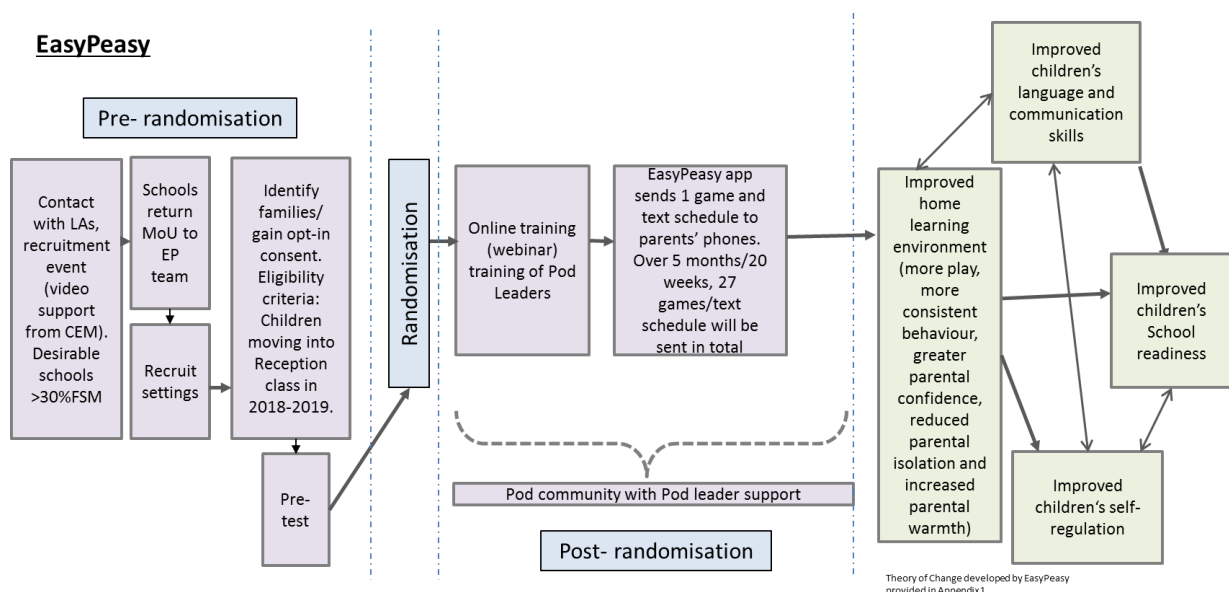 EasyPeasy
Pre- randomisation
Contact
with LAs,
recruitment
event
(video
support
from CEM).
Desirable
schools
>30%FSM
Schools
return
MoU to
EP
team
Recruit
settings
Identify
families/
gain opt-in
consent.
Eligibility
criteria:
Children
moving into
Reception
class in
2018-2019.
Pre-
test
Randomisation
Online training
(webinar)
training of Pod
Leaders
EasyPeasy app
sends 1 game and
text schedule to
parents' phones.
Over 5 months/20
weeks, 27
games/text
schedule will be
sent in total
Pod community with Pod leader support
Post- randomisation
Improved
home
learning
environment
(more play,
more
consistent
behaviour,
greater
parental
confidence,
reduced
parental
isolation and
increased
parental
warmth)
Improved
children's
language and
communication
skills
Improved
children's
School
readiness
Improved
children's self-
regulation
Theory of Change developed by EasyPeasy
provided in Appendix1